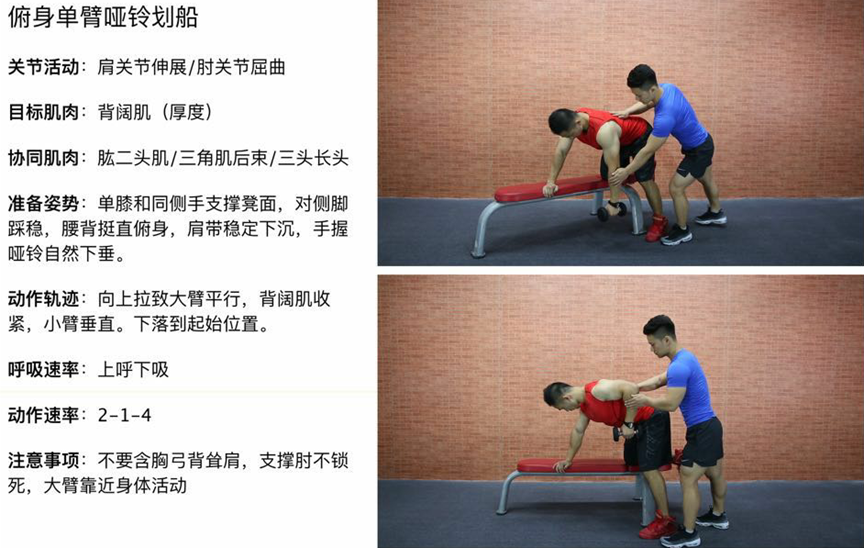 俯身单臂哑铃划船
关节活动：肩关节伸展/肘关节屈曲
目标肌肉：背阔肌（厚度）
协同肌肉：肱二头肌/三角肌后束/三头长头
准备姿势：单膝和同侧手支撑凳面，对侧脚
踩稳，腰背挺直俯身，肩带稳定下沉，手握
哑铃自然下垂。
动作轨迹：向上拉致大臂平行，背阔肌收
紧，小臂垂直。下落到起始位置。
呼吸速率：上呼下吸
动作速率：2-1-4
注意事项：不要含胸弓背耸肩，支撑肘不锁
死，大臂靠近身体活动